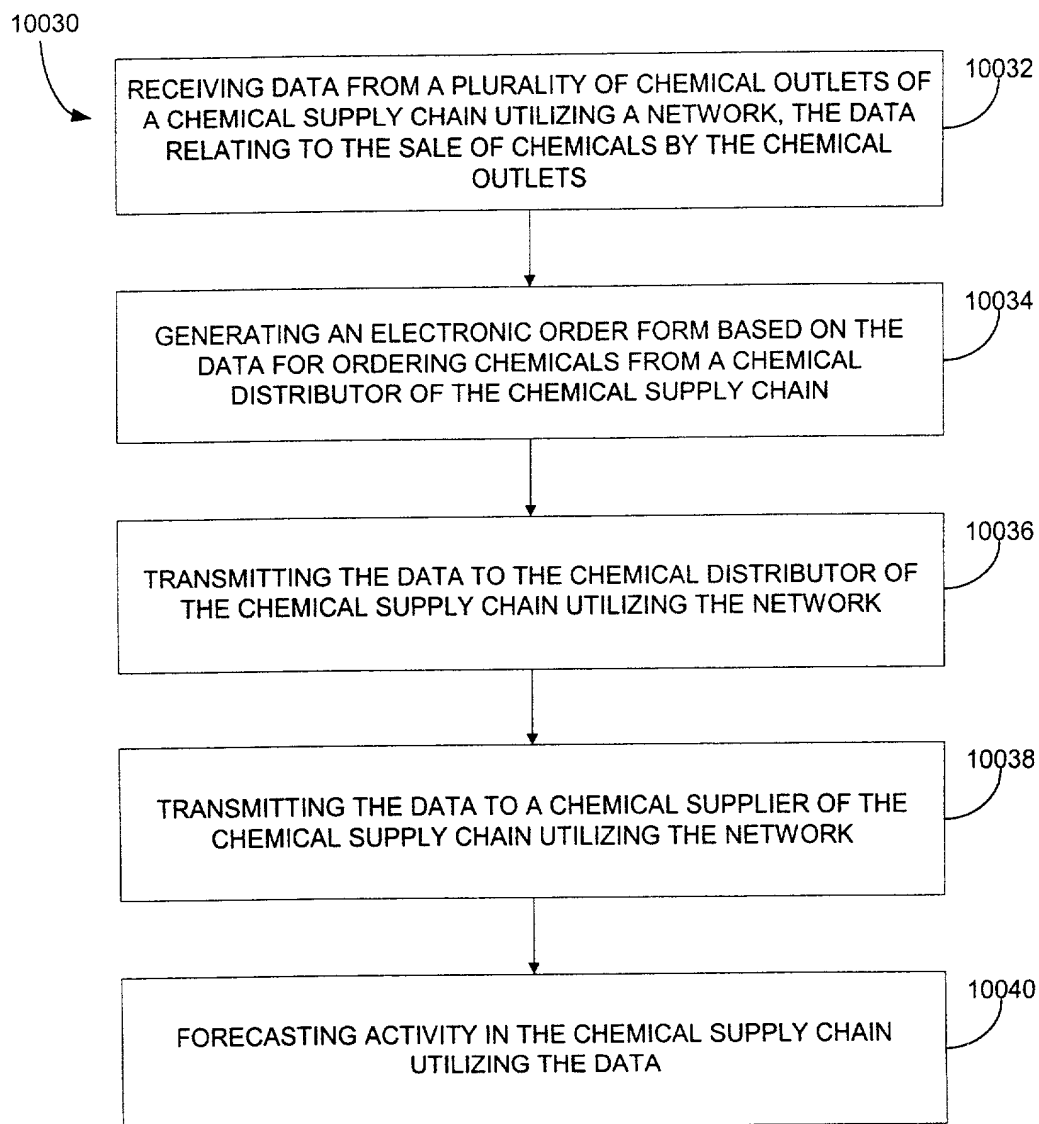 10030
RECEIVING DATA FROM A PLURALITY OF CHEMICAL OUTLETS OF
A CHEMICAL SUPPLY CHAIN UTILIZING A NETWORK, THE DATA
RELATING TO THE SALE OF CHEMICALS BY THE CHEMICAL
OUTLETS
10032
GENERATING AN ELECTRONIC ORDER FORM BASED ON THE
DATA FOR ORDERING CHEMICALS FROM A CHEMICAL
DISTRIBUTOR OF THE CHEMICAL SUPPLY CHAIN
10034
TRANSMITTING THE DATA TO THE CHEMICAL DISTRIBUTOR OF
THE CHEMICAL SUPPLY CHAIN UTILIZING THE NETWORK
10036
TRANSMITTING THE DATA TO A CHEMICAL SUPPLIER OF THE
CHEMICAL SUPPLY CHAIN UTILIZING THE NETWORK
10038
FORECASTING ACTIVITY IN THE CHEMICAL SUPPLY CHAIN
UTILIZING THE DATA
10040